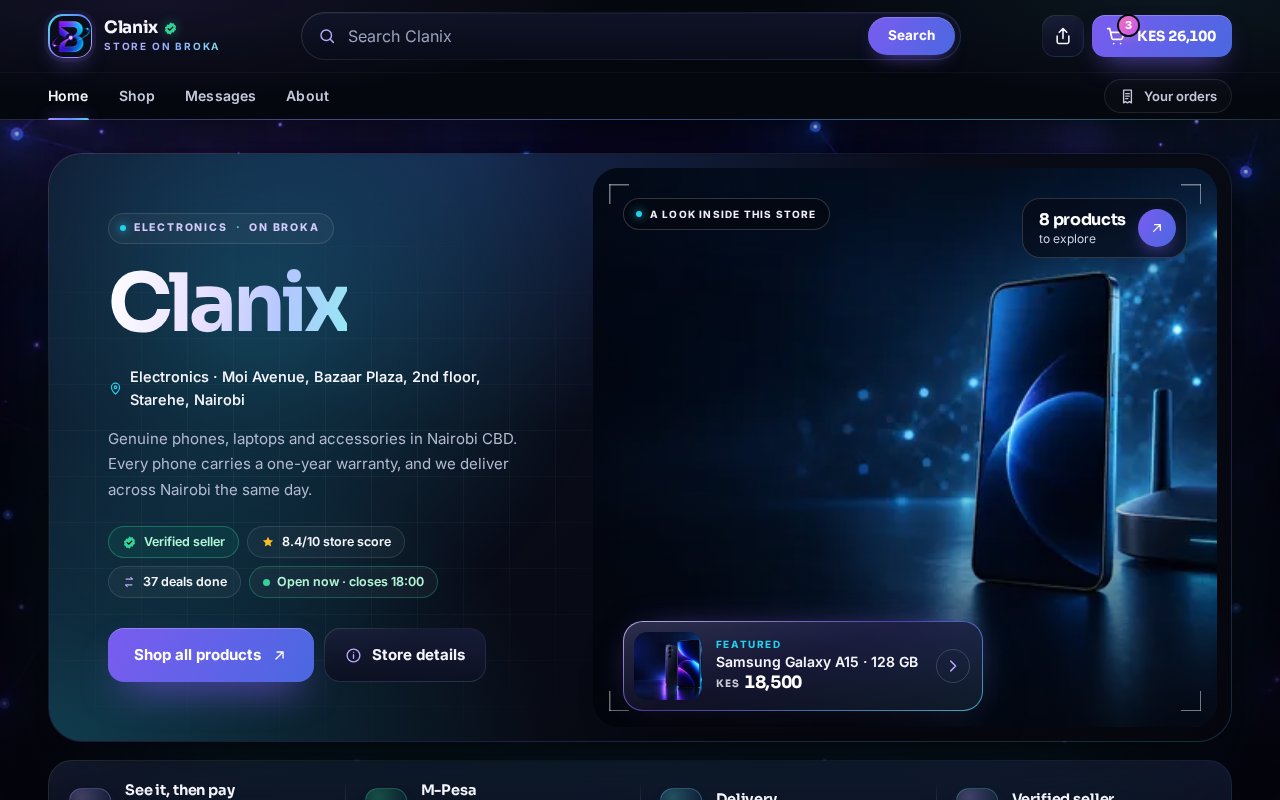 Clanix
STORE ON BROKA
Search Clanix
Search
3
KES 26,100
Home
Shop
Messages
About
Your orders
ELECTRONICS · ON BROKA
Clanix
Electronics · Moi Avenue, Bazaar Plaza, 2nd floor,
Starehe, Nairobi
Genuine phones, laptops and accessories in Nairobi CBD.
Every phone carries a one-year warranty, and we deliver
across Nairobi the same day.
Verified seller
8.4/10 store score
37 deals done
Open now · closes 18:00
Shop all products
Store details
A LOOK INSIDE THIS STORE
8 products
to explore
FEATURED
Samsung Galaxy A15 · 128 GB
KES 18,500
See it, then pay
M-Pesa
Delivery
Verified seller